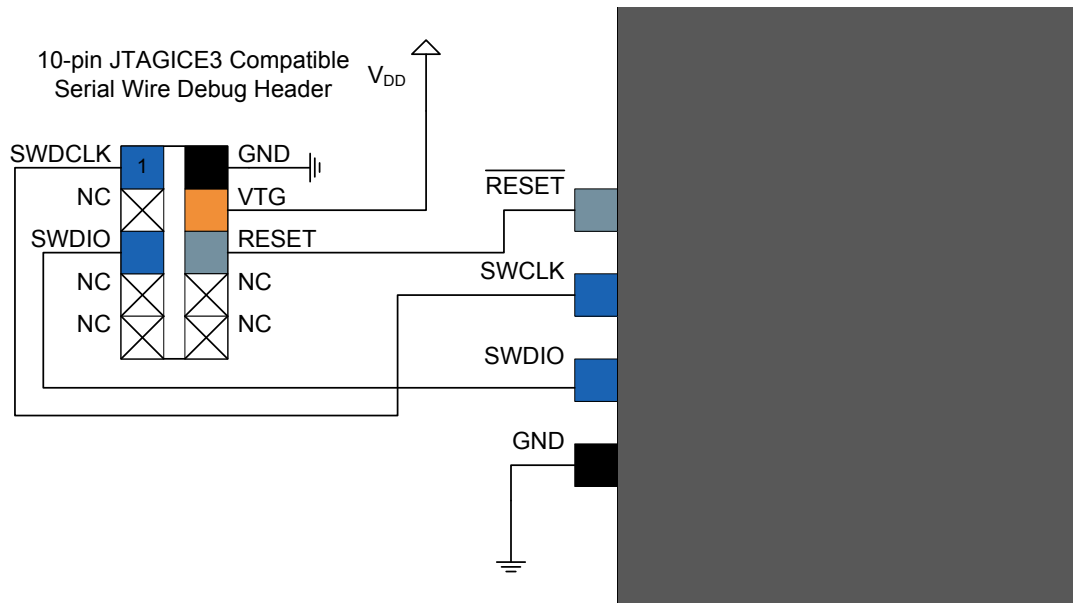 10-pin JTAGICE3 Compatible
Serial Wire Debug Header
VDD
SWDCLK
1
GND
NC
VTG
SWDIO
RESET
NC
NC
NC
NC
RESET
SWCLK
SWDIO
GND